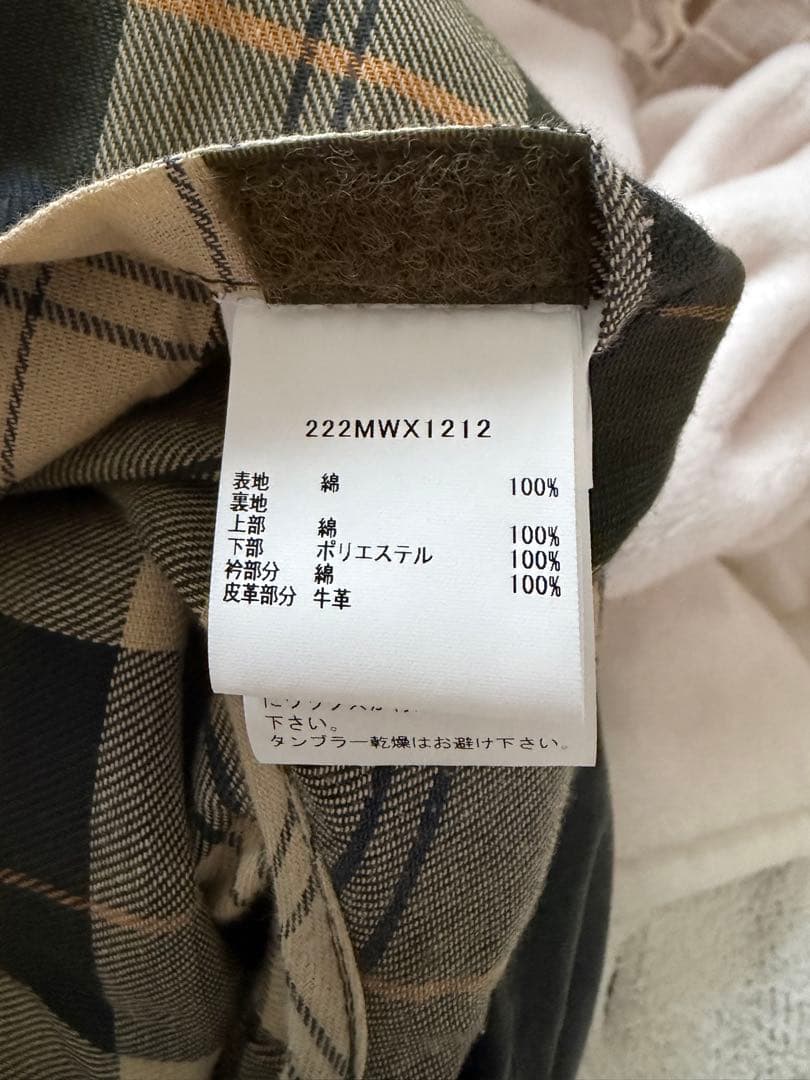 222MWX1212
表地 綿 100%
裏地
上部 綿 100%
下部 ポリエステル 100%
衿部分 綿 100%
皮革部分 牛革
下さい。
タンブラー乾燥はお避け下さい。